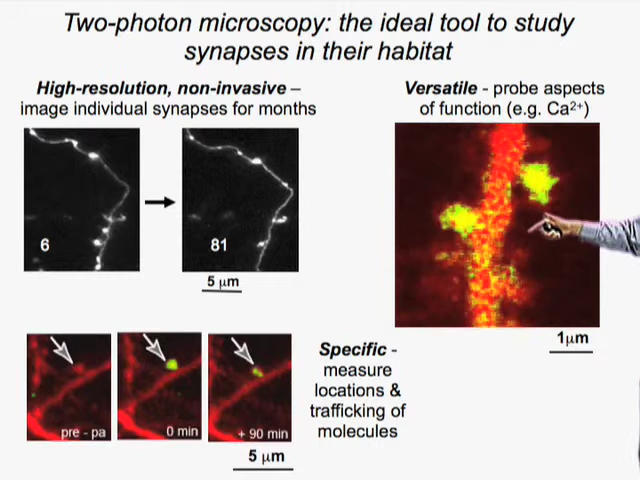 Two-photon microscopy: the ideal tool to study
synapses in their habitat
High-resolution, non-invasive –
image individual synapses for months
6
81
5 μm
Versatile - probe aspects
of function (e.g. Ca²⁺)
1μm
pre - pa
0 min
+ 90 min
5 μm
Specific -
measure
locations &
trafficking of
molecules